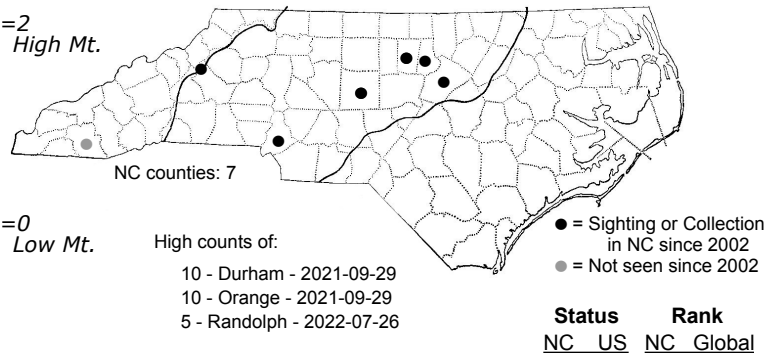 =2
High Mt.
NC counties: 7
=0
Low Mt.
High counts of:
10 - Durham - 2021-09-29
10 - Orange - 2021-09-29
5 - Randolph - 2022-07-26
● = Sighting or Collection
in NC since 2002
● = Not seen since 2002
Status Rank
NC US NC Global